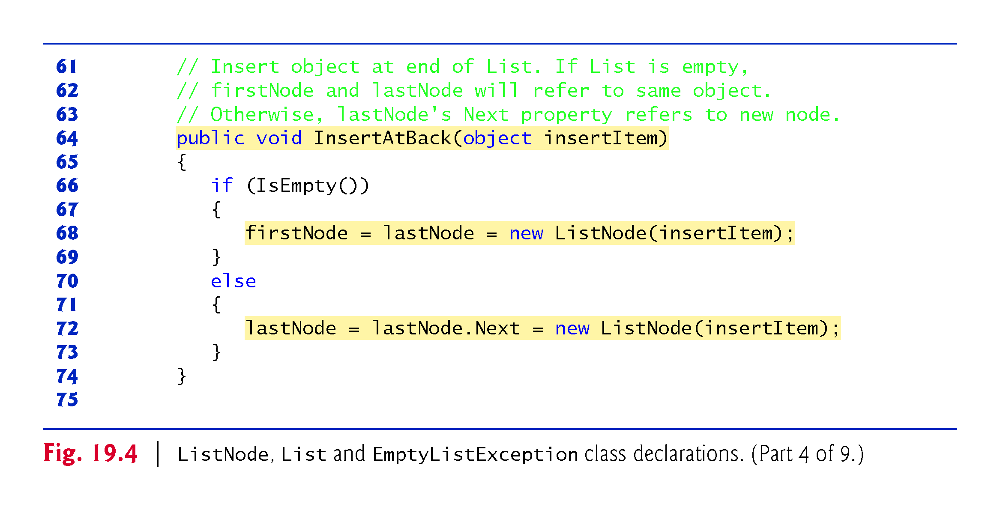 61 // Insert object at end of List. If List is empty,
62 // firstNode and lastNode will refer to same object.
63 // Otherwise, lastNode's Next property refers to new node.
64 public void InsertAtBack(object insertItem)
65 {
66 if (IsEmpty())
67 {
68 firstNode = lastNode = new ListNode(insertItem);
69 }
70 else
71 {
72 lastNode = lastNode.Next = new ListNode(insertItem);
73 }
74 }
75
Fig. 19.4 | ListNode, List and EmptyListException class declarations. (Part 4 of 9.)